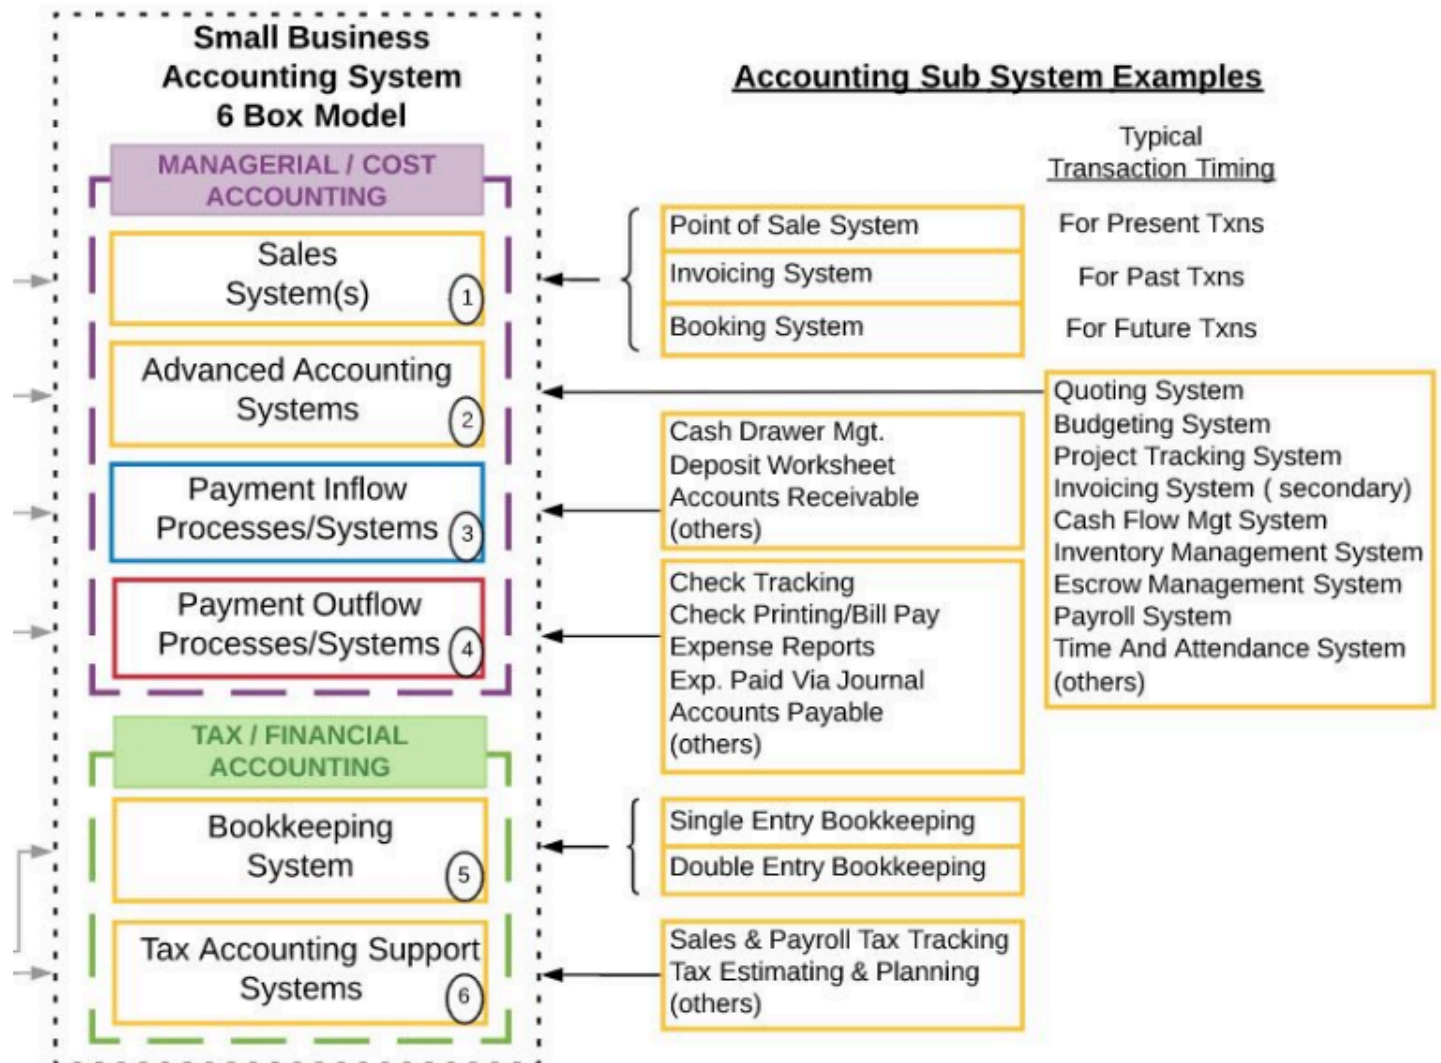 Small Business
Accounting System
6 Box Model
MANAGERIAL / COST
ACCOUNTING
Sales
System(s)
1
Advanced Accounting
Systems
2
Payment Inflow
Processes/Systems
3
Payment Outflow
Processes/Systems
4
TAX / FINANCIAL
ACCOUNTING
Bookkeeping
System
5
Tax Accounting Support
Systems
6
Accounting Sub System Examples
Typical
Transaction Timing
Point of Sale System
For Present Txns
Invoicing System
For Past Txns
Booking System
For Future Txns
Quoting System
Budgeting System
Project Tracking System
Invoicing System ( secondary)
Cash Flow Mgt System
Inventory Management System
Escrow Management System
Payroll System
Time And Attendance System
(others)
Cash Drawer Mgt.
Deposit Worksheet
Accounts Receivable
(others)
Check Tracking
Check Printing/Bill Pay
Expense Reports
Exp. Paid Via Journal
Accounts Payable
(others)
Single Entry Bookkeeping
Double Entry Bookkeeping
Sales & Payroll Tax Tracking
Tax Estimating & Planning
(others)